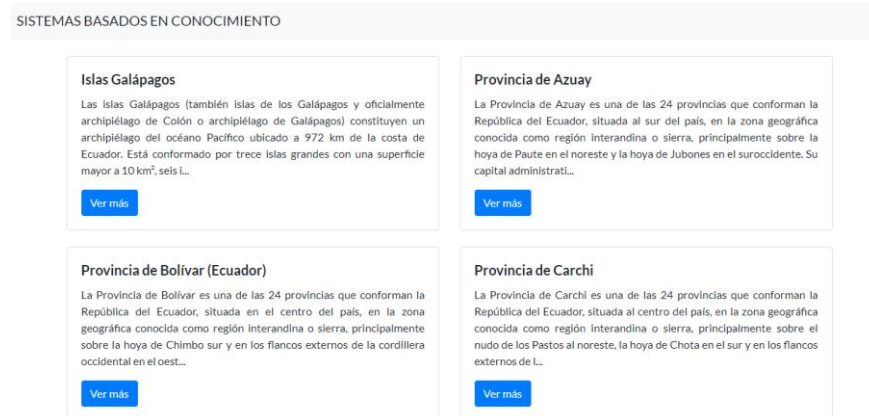 SISTEMAS BASADOS EN CONOCIMIENTO
Islas Galápagos
Las islas Galápagos (también islas de los Galápagos y oficialmente
archipiélago de Colón o archipiélago de Galápagos) constituyen un
archipiélago del océano Pacífico ubicado a 972 km de la costa de
Ecuador. Está conformado por trece islas grandes con una superficie
mayor a 10 km², seis i...
Ver más
Provincia de Azuay
La Provincia de Azuay es una de las 24 provincias que conforman la
República del Ecuador, situada al sur del país, en la zona geográfica
conocida como región interandina o sierra, principalmente sobre la
hoya de Paute en el noreste y la hoya de Jubones en el suroccidente. Su
capital administrati...
Ver más
Provincia de Bolívar (Ecuador)
La Provincia de Bolívar es una de las 24 provincias que conforman la
República del Ecuador, situada en el centro del país, en la zona
geográfica conocida como región interandina o sierra, principalmente
sobre la hoya de Chimbo sur y en los flancos externos de la cordillera
occidental en el oest...
Ver más
Provincia de Carchi
La Provincia de Carchi es una de las 24 provincias que conforman la
República del Ecuador, situada al centro del país, en la zona geográfica
conocida como región interandina o sierra, principalmente sobre el
nudo de los Pastos al noreste, la hoya de Chota en el sur y en los flancos
externos de l...
Ver más